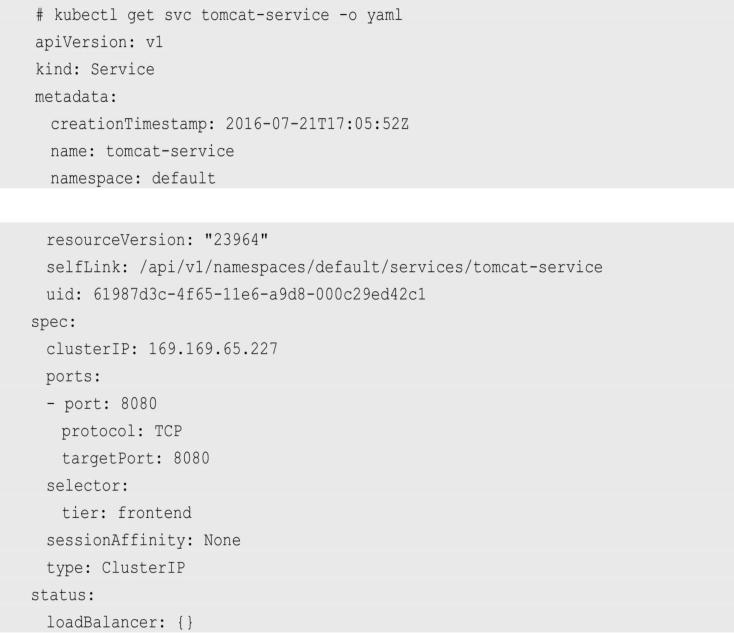 # kubectl get svc tomcat-service -o yaml
apiVersion: v1
kind: Service
metadata:
  creationTimestamp: 2016-07-21T17:05:52Z
  name: tomcat-service
  namespace: default
  resourceVersion: "23964"
  selfLink: /api/v1/namespaces/default/services/tomcat-service
  uid: 61987d3c-4f65-11e6-a9d8-000c29ed42c1
spec:
  clusterIP: 169.169.65.227
  ports:
  - port: 8080
    protocol: TCP
    targetPort: 8080
  selector:
    tier: frontend
  sessionAffinity: None
  type: ClusterIP
status:
  loadBalancer: {}